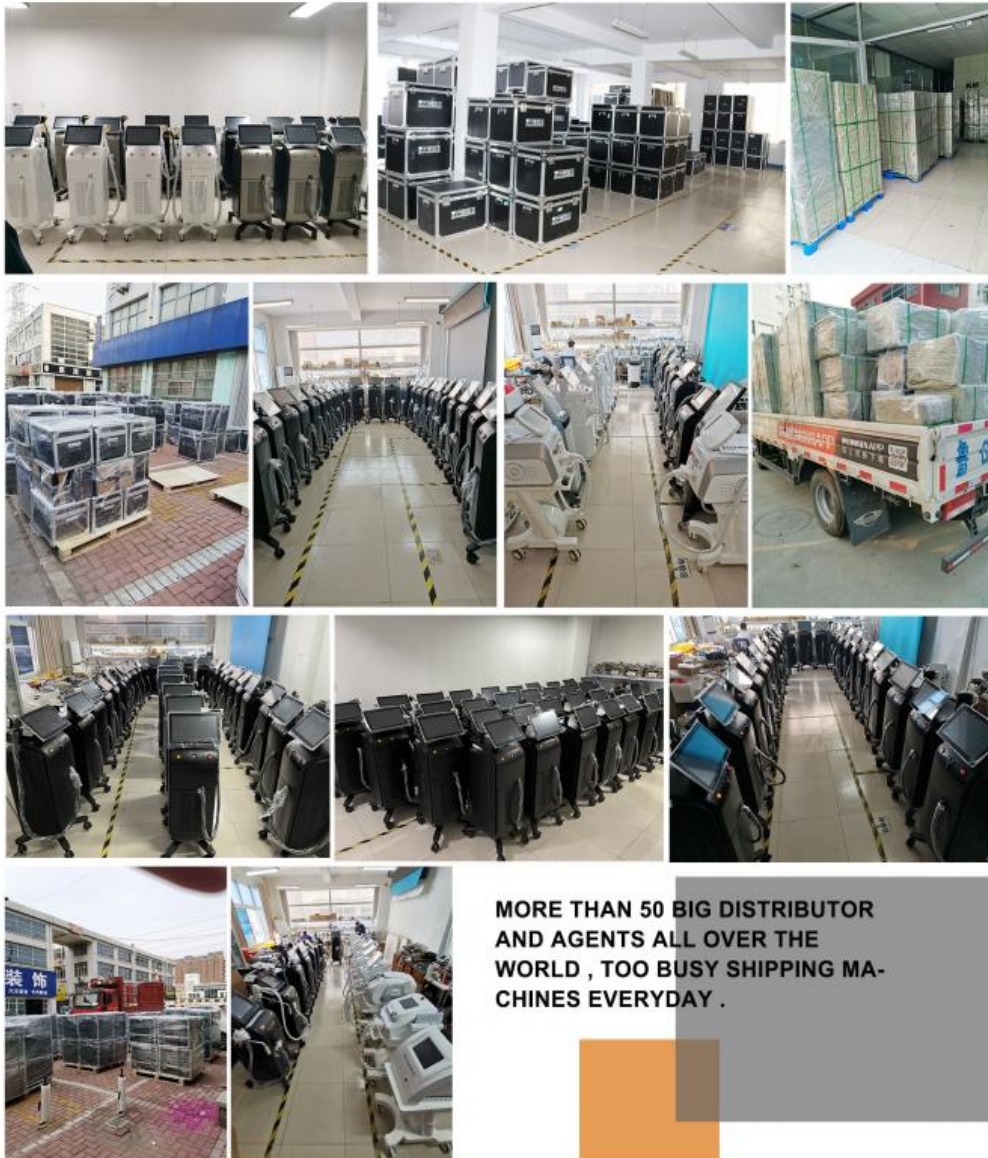 装 饰
MORE THAN 50 BIG DISTRIBUTOR
AND AGENTS ALL OVER THE
WORLD , TOO BUSY SHIPPING MA-
CHINES EVERYDAY .